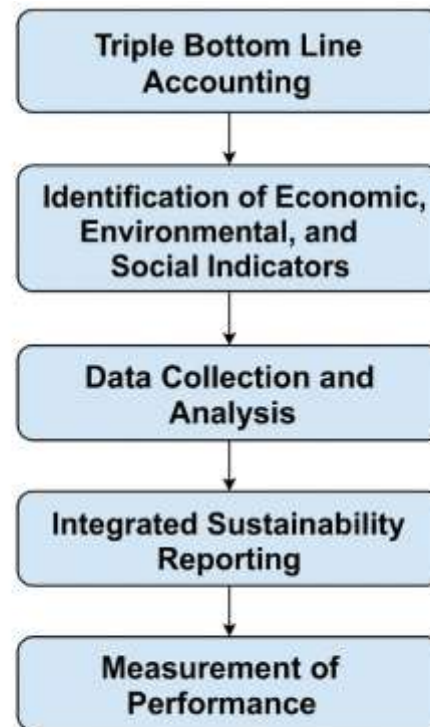 Triple Bottom Line
Accounting
Identification of Economic,
Environmental, and
Social Indicators
Data Collection and
Analysis
Integrated Sustainability
Reporting
Measurement of
Performance